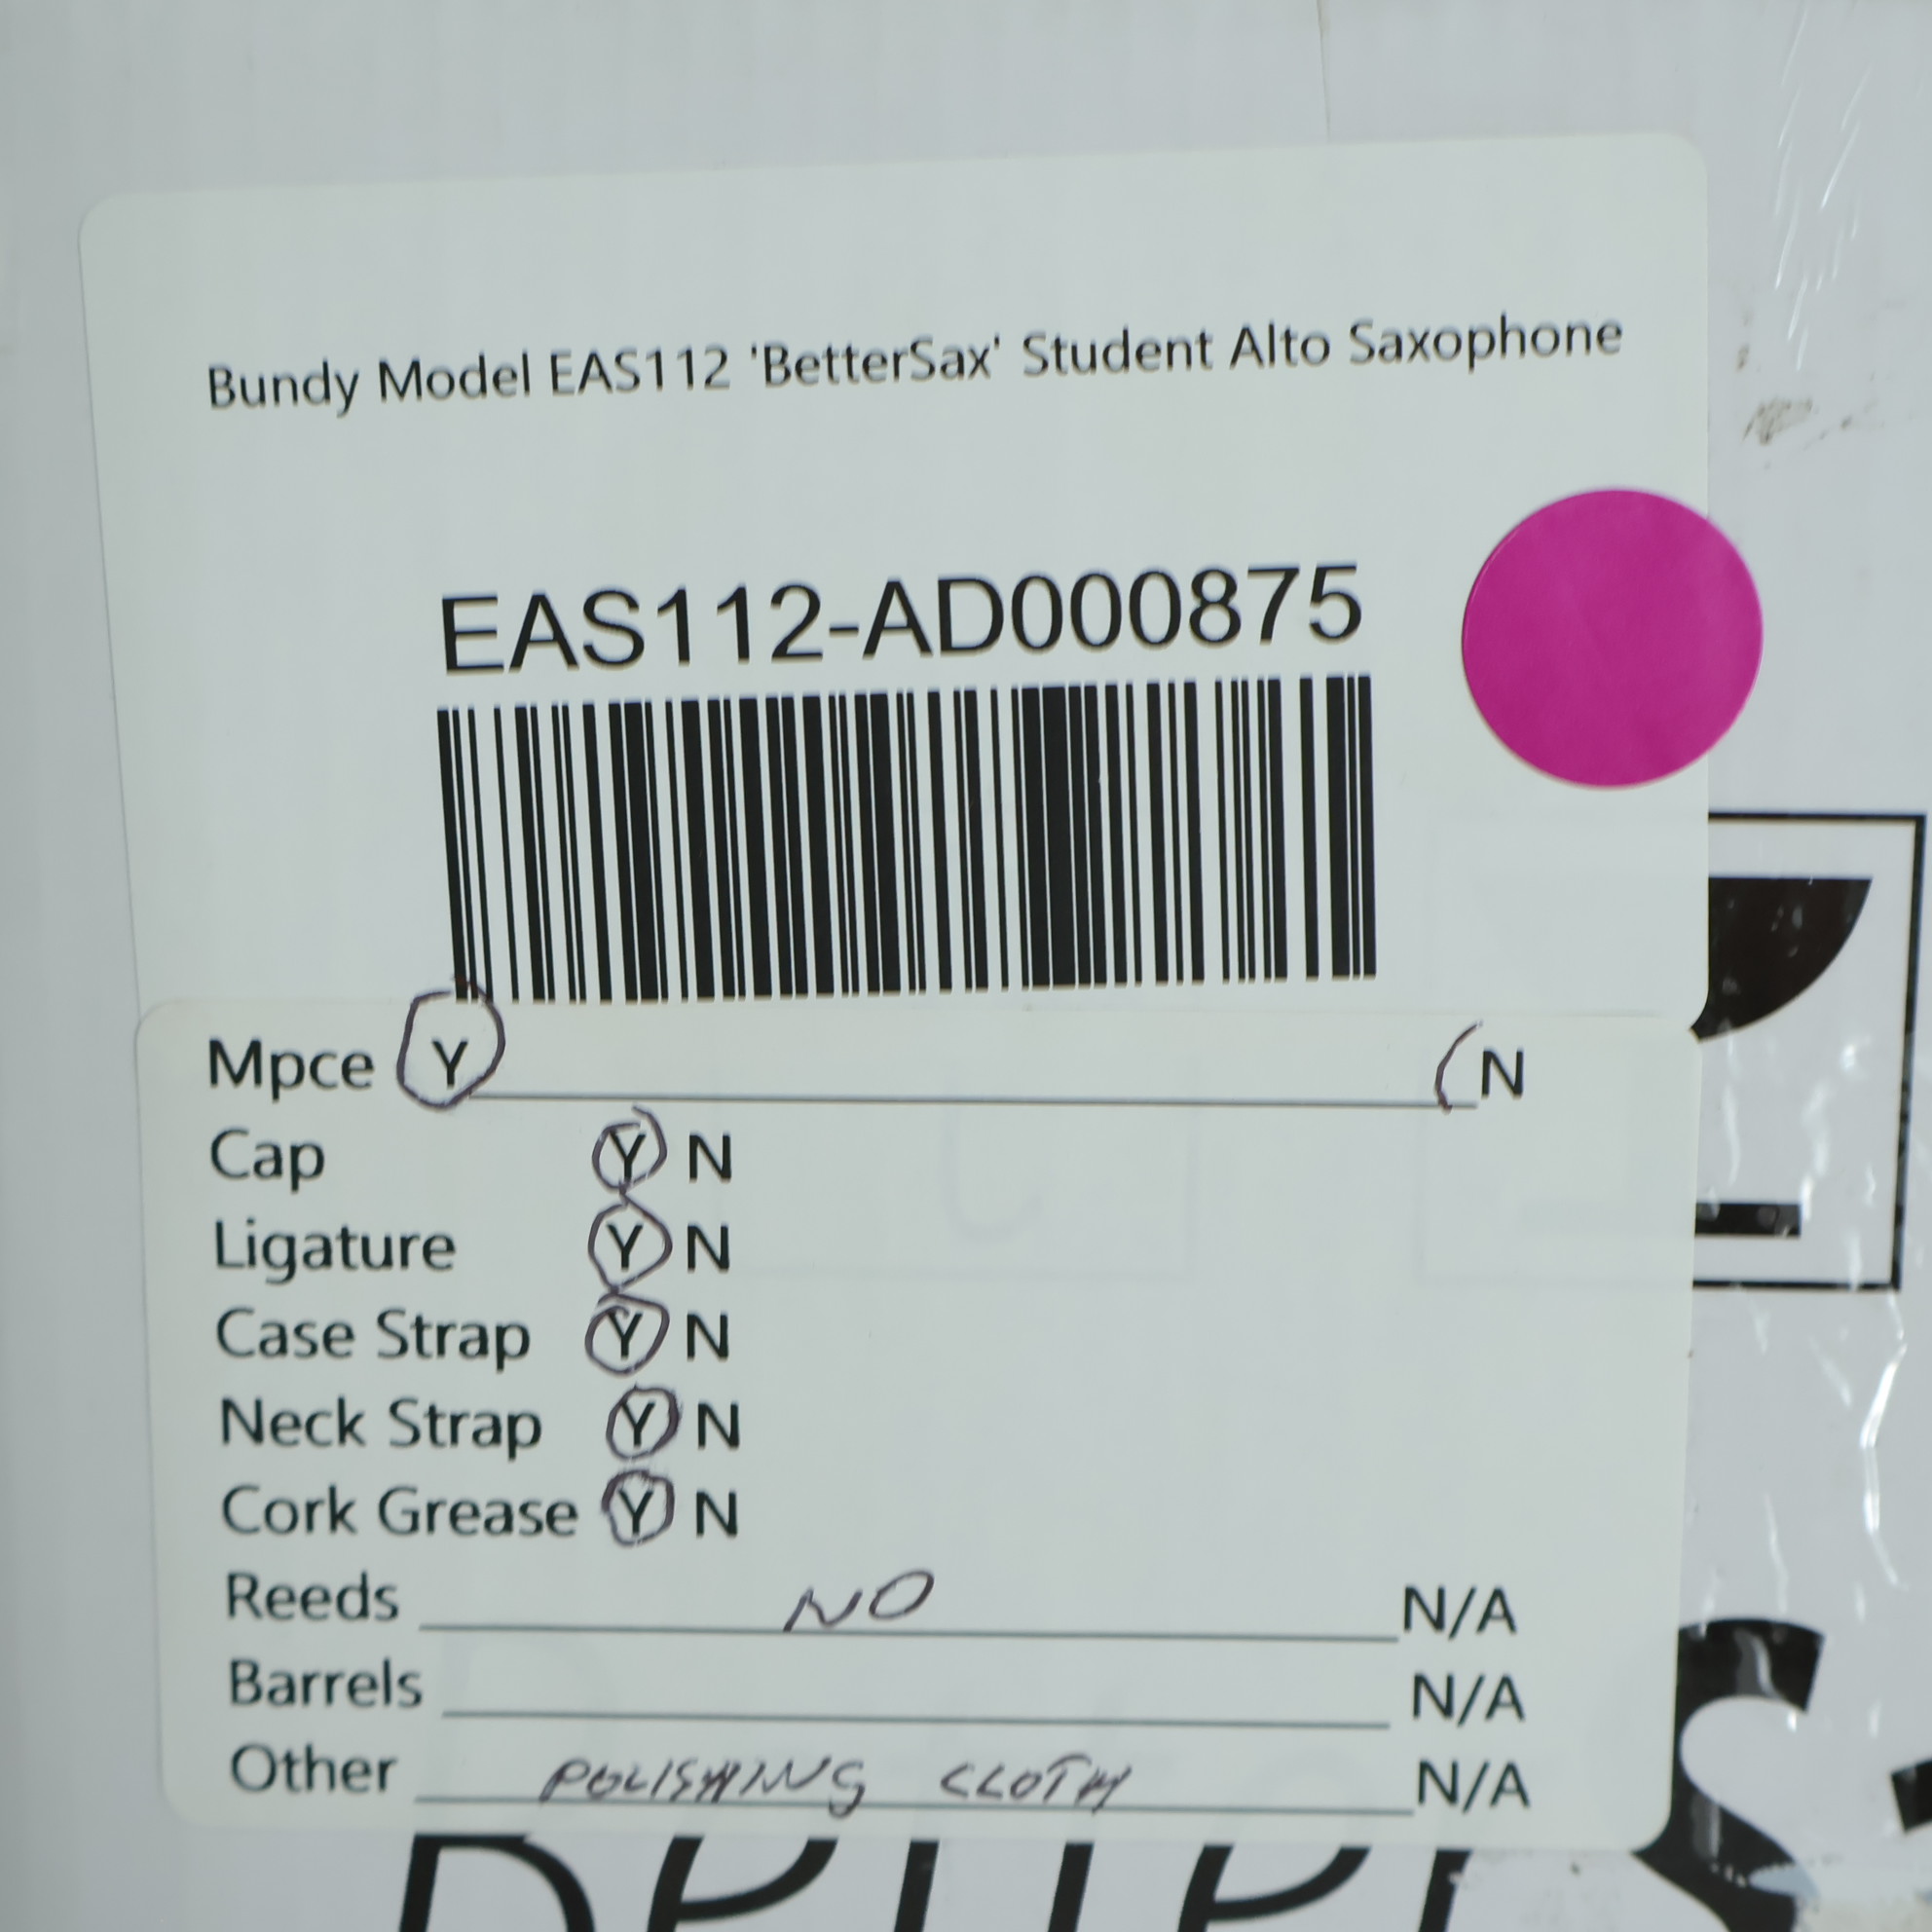 Bundy Model EAS112 'BetterSax' Student Alto Saxophone
EAS112-AD000875
Mpce Y N
Cap Y N
Ligature Y N
Case Strap Y N
Neck Strap Y N
Cork Grease Y N
Reeds NO N/A
Barrels N/A
Other POLISHING CLOTH N/A